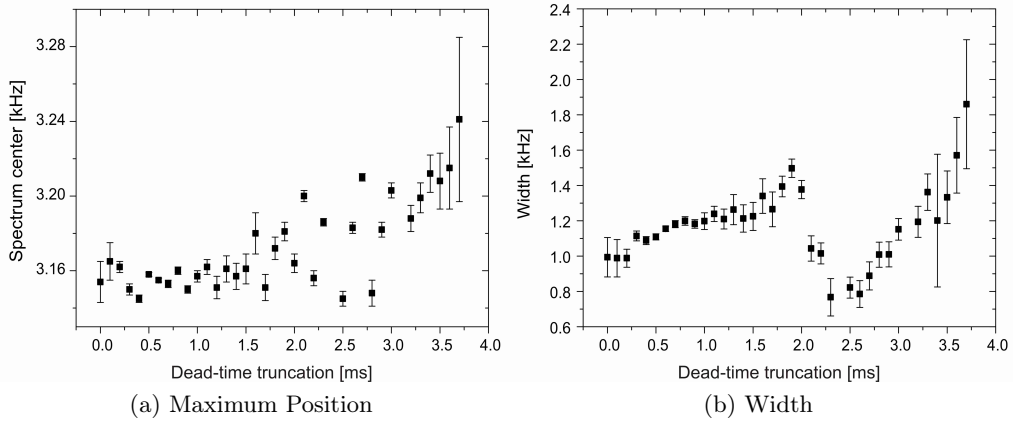 3.28
3.24
3.20
3.16
Spectrum center [kHz]
0.0 0.5 1.0 1.5 2.0 2.5 3.0 3.5 4.0
Dead-time truncation [ms]
(a) Maximum Position
2.4
2.2
2.0
1.8
1.6
1.4
1.2
1.0
0.8
0.6
Width [kHz]
0.0 0.5 1.0 1.5 2.0 2.5 3.0 3.5 4.0
Dead-time truncation [ms]
(b) Width